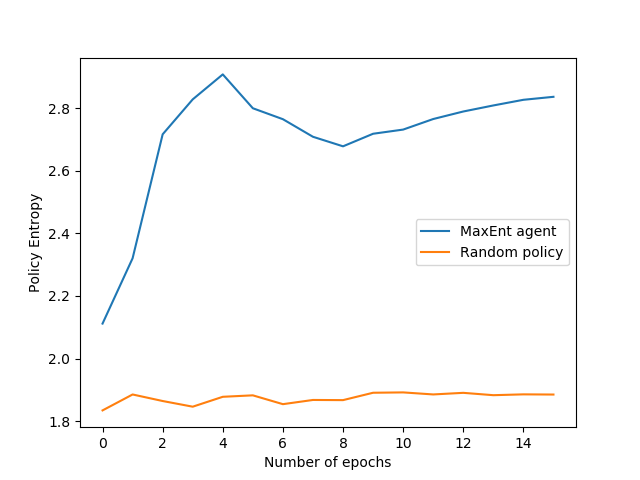 2.8
2.6
2.4
2.2
2.0
1.8
Policy Entropy
MaxEnt agent
Random policy
0 2 4 6 8 10 12 14
Number of epochs